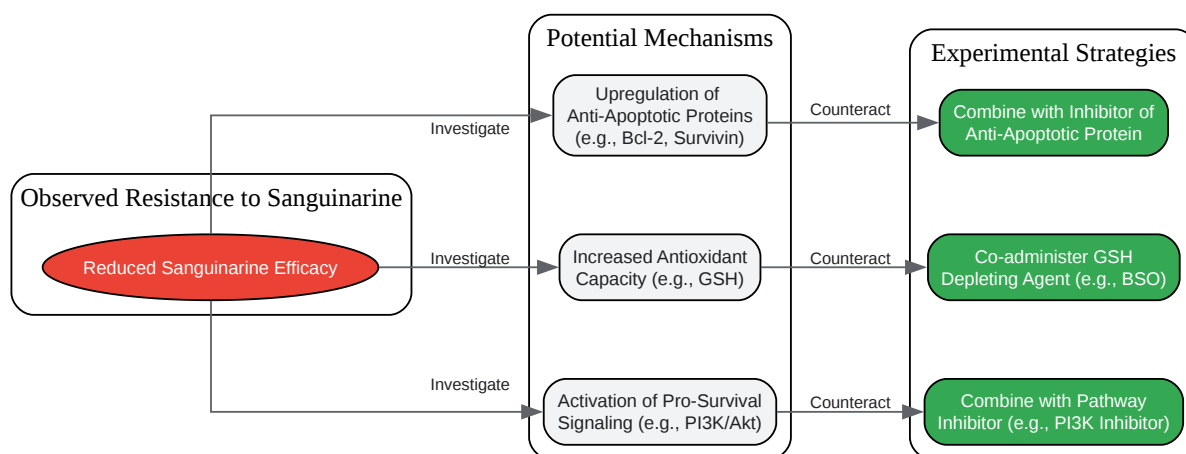 Observed Resistance to Sanguinarine
Reduced Sanguinarine Efficacy
Investigate
Investigate
Investigate
Potential Mechanisms
Upregulation of
Anti-Apoptotic Proteins
(e.g., Bcl-2, Survivin)
Increased Antioxidant
Capacity (e.g., GSH)
Activation of Pro-Survival
Signaling (e.g., PI3K/Akt)
Counteract
Counteract
Counteract
Experimental Strategies
Combine with Inhibitor of
Anti-Apoptotic Protein
Co-administer GSH
Depleting Agent (e.g., BSO)
Combine with Pathway
Inhibitor (e.g., PI3K Inhibitor)